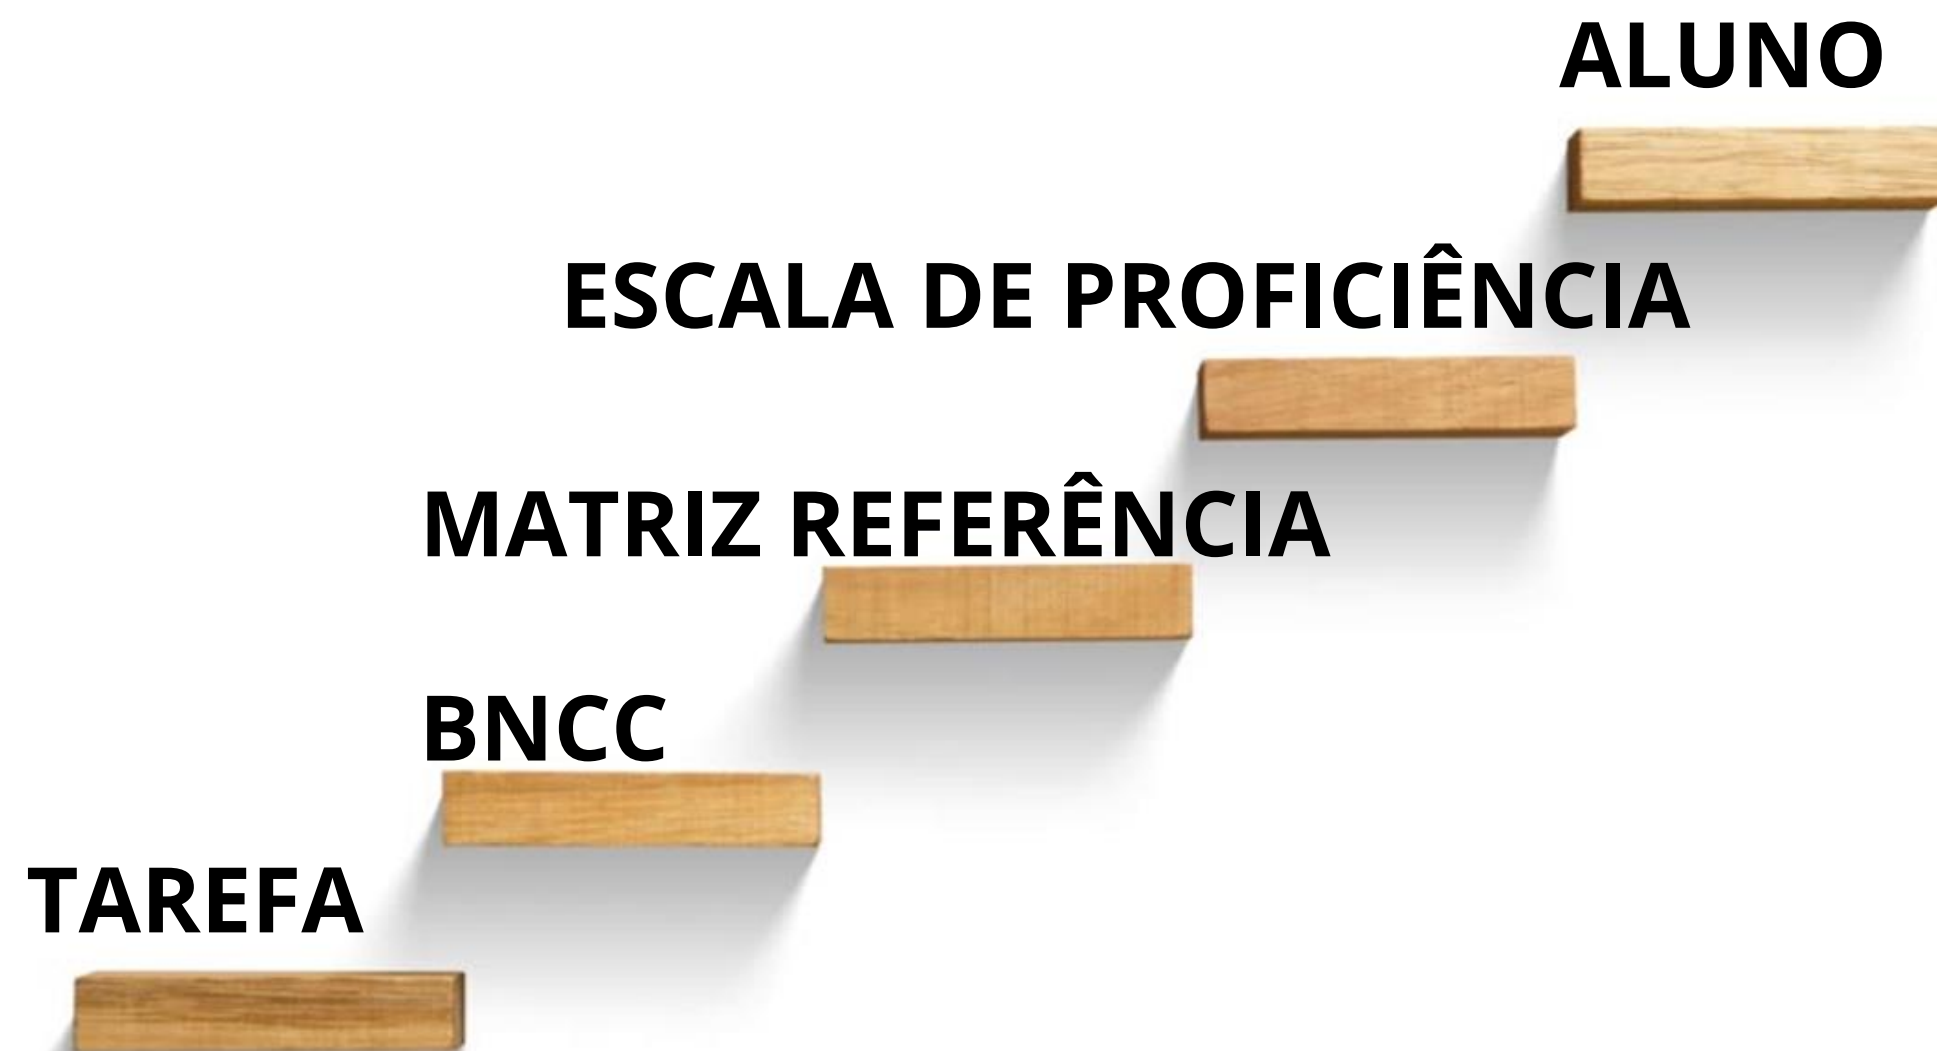 ALUNO
ESCALA DE PROFICIÊNCIA
MATRIZ REFERÊNCIA
BNCC
TAREFA